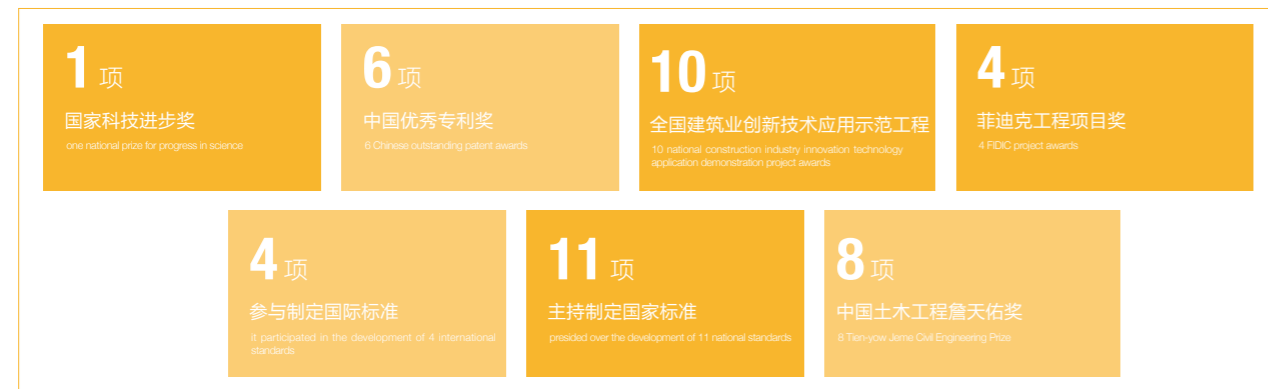 1 项
国家科技进步奖
one national prize for progress in science
6 项
中国优秀专利奖
6 Chinese outstanding patent awards
10 项
全国建筑业创新技术应用示范工程
10 national construction industry innovation technology
application demonstration project awards
4 项
菲迪克工程项目奖
4 FIDIC project awards
4 项
参与制定国际标准
it participated in the development of 4 international
standards
11 项
主持制定国家标准
presided over the development of 11 national standards
8 项
中国土木工程詹天佑奖
8 Tien-yow Jeme Civil Engineering Prize